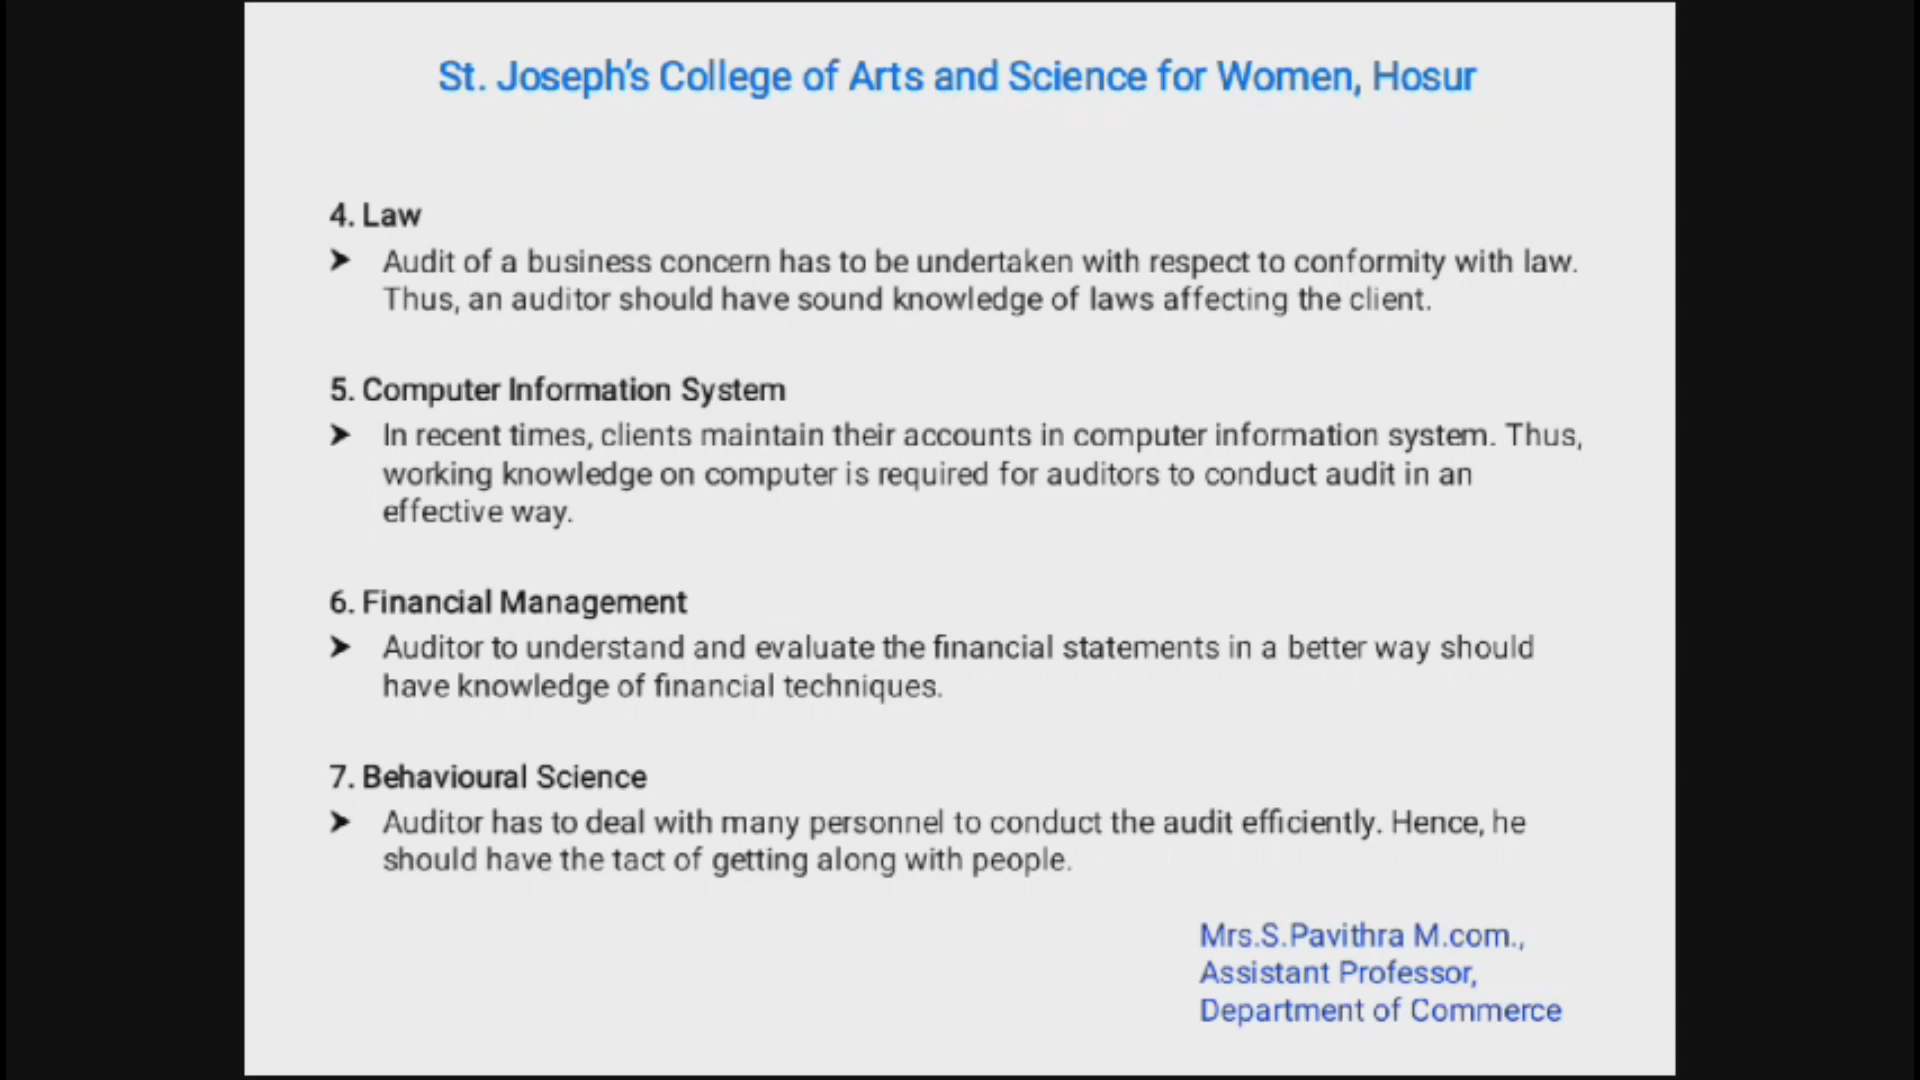 St. Joseph's College of Arts and Science for Women, Hosur
4. Law
➤ Audit of a business concern has to be undertaken with respect to conformity with law.
Thus, an auditor should have sound knowledge of laws affecting the client.
5. Computer Information System
➤ In recent times, clients maintain their accounts in computer information system. Thus,
working knowledge on computer is required for auditors to conduct audit in an
effective way.
6. Financial Management
➤ Auditor to understand and evaluate the financial statements in a better way should
have knowledge of financial techniques.
7. Behavioural Science
➤ Auditor has to deal with many personnel to conduct the audit efficiently. Hence, he
should have the tact of getting along with people.
Mrs.S.Pavithra M.com.,
Assistant Professor,
Department of Commerce